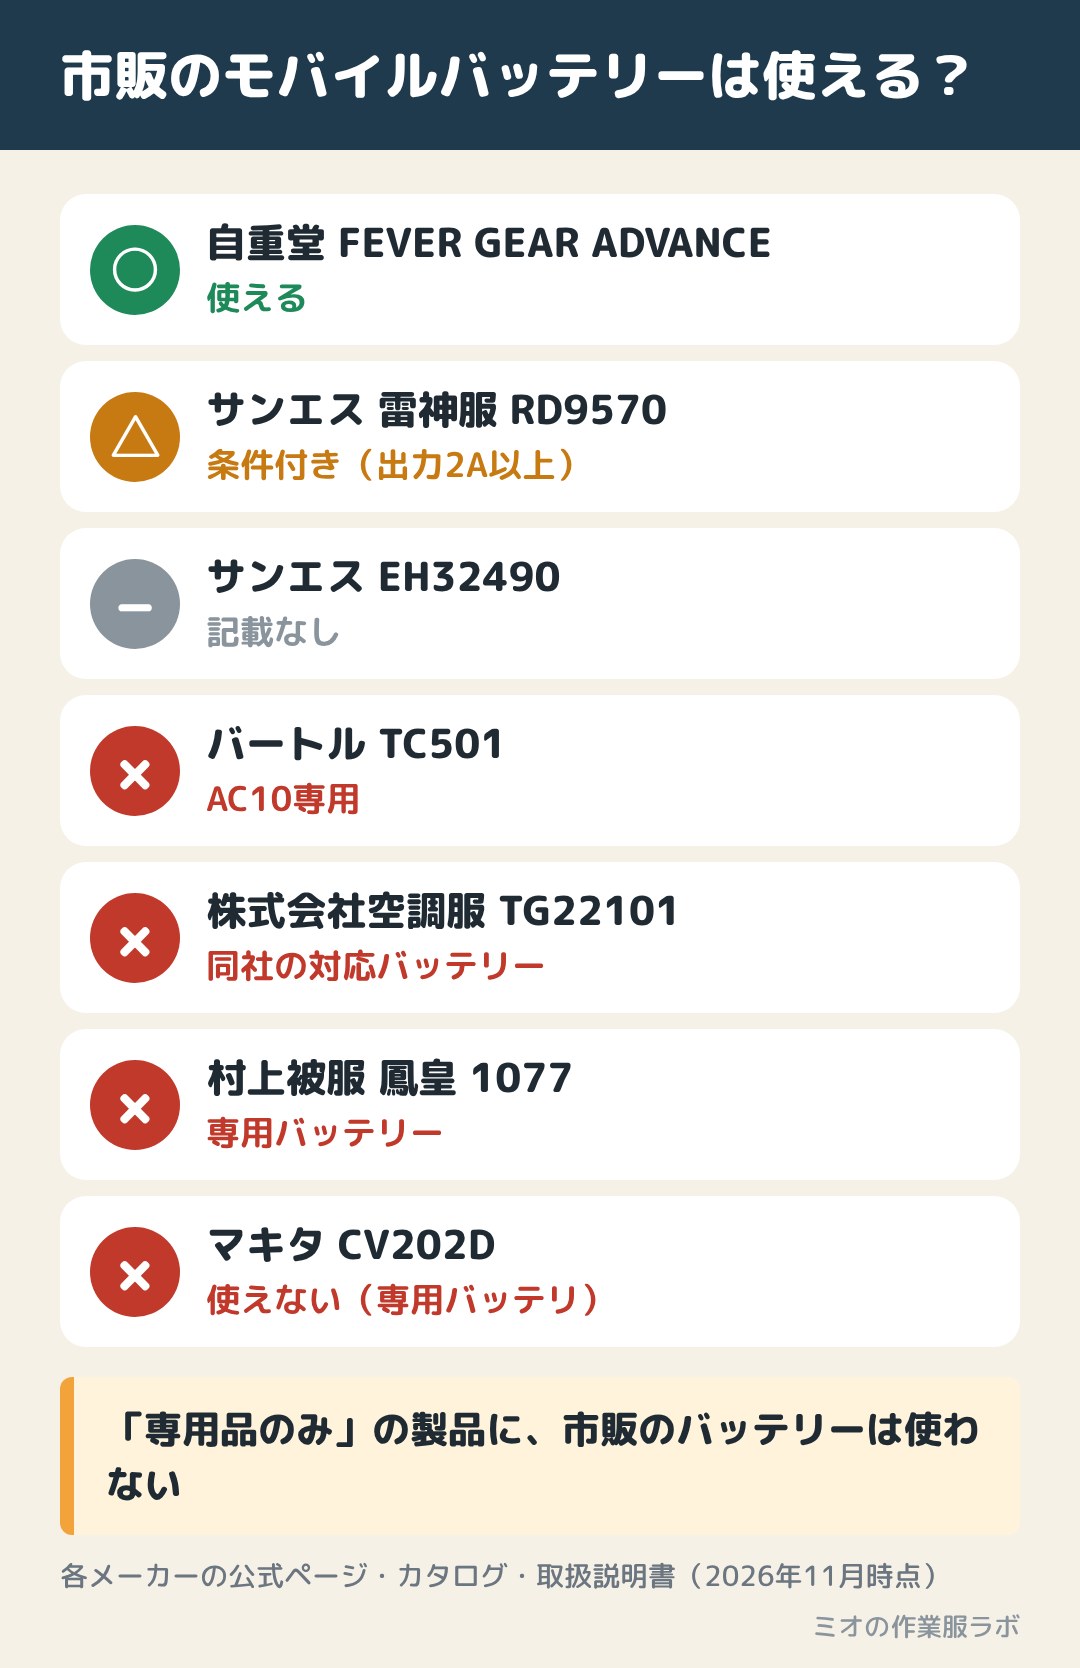 市販のモバイルバッテリーは使える？
○
自重堂 FEVER GEAR ADVANCE
使える
△
サンエス 雷神服 RD9570
条件付き（出力2A以上）
–
サンエス EH32490
記載なし
×
バートル TC501
AC10専用
×
株式会社空調服 TG22101
同社の対応バッテリー
×
村上被服 鳳皇 1077
専用バッテリー
×
マキタ CV202D
使えない（専用バッテリ）
「専用品のみ」の製品に、市販のバッテリーは使わ
ない
各メーカーの公式ページ・カタログ・取扱説明書（2026年11月時点）
ミオの作業服ラボ